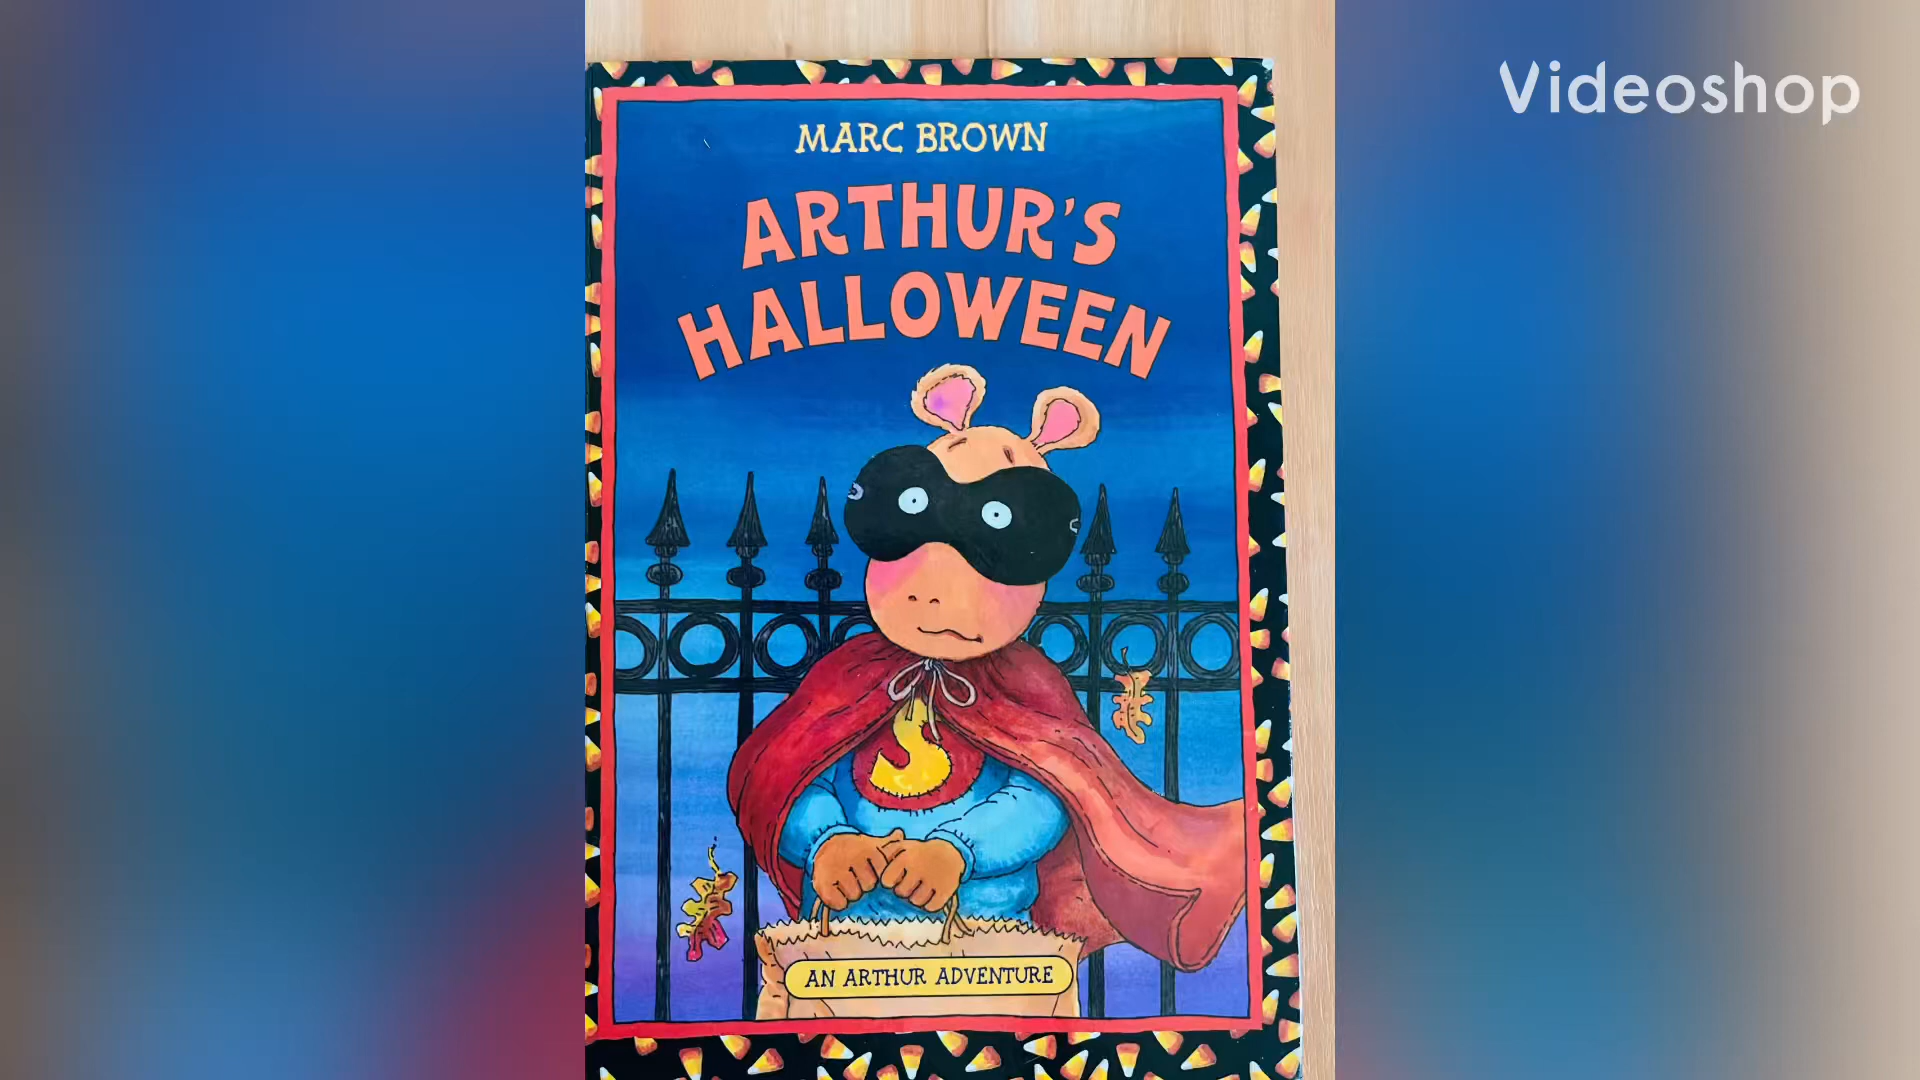 Videoshop
MARC BROWN
ARTHUR'S
HALLOWEEN
S
AN ARTHUR ADVENTURE